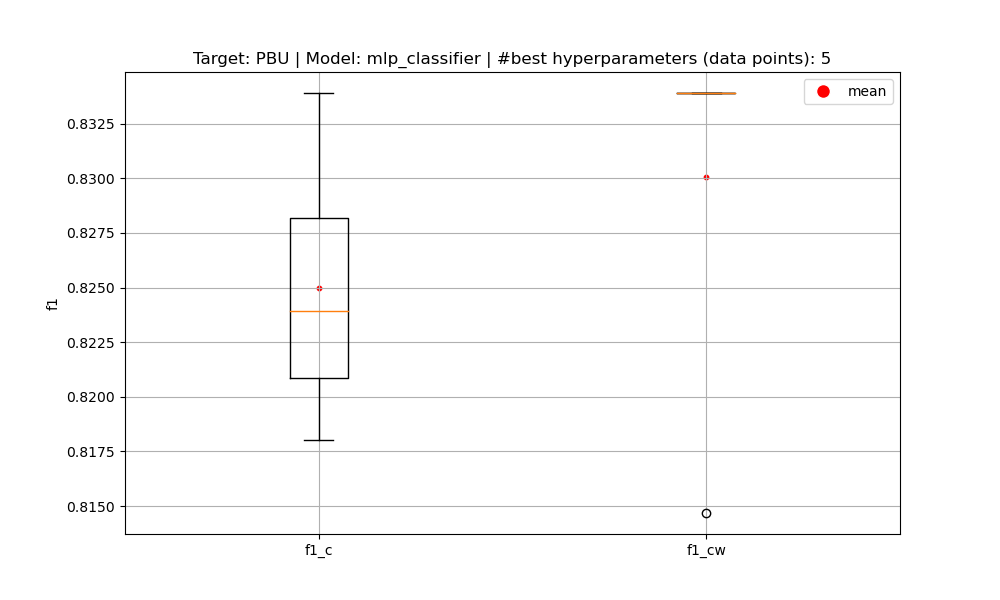 Target: PBU | Model: mlp_classifier | #best hyperparameters (data points): 5
mean
0.8325
0.8300
0.8275
0.8250
0.8225
0.8200
0.8175
0.8150
f1
f1_c
f1_cw